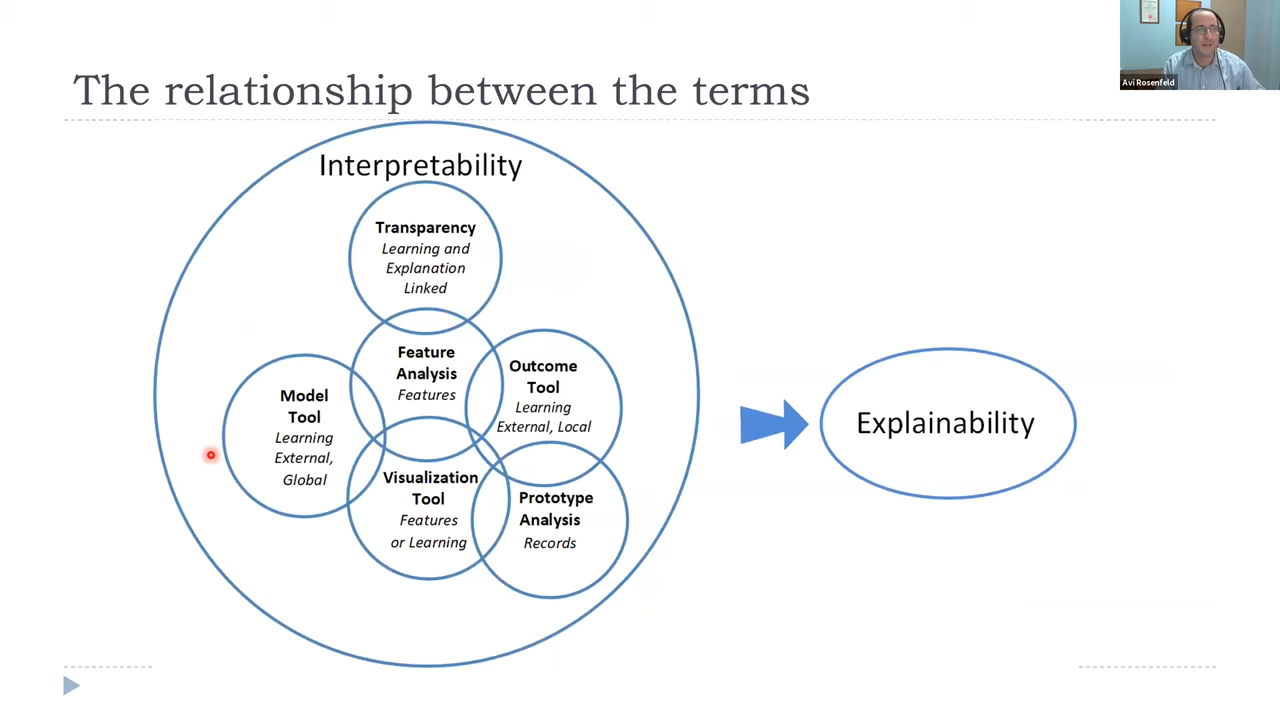 Avi Rosenfeld
The relationship between the terms
Interpretability
Transparency
Learning and
Explanation
Linked
Feature
Analysis
Features
Outcome
Tool
Learning
External, Local
Model
Tool
Learning
External,
Global
Visualization
Tool
Features
or Learning
Prototype
Analysis
Records
Explainability